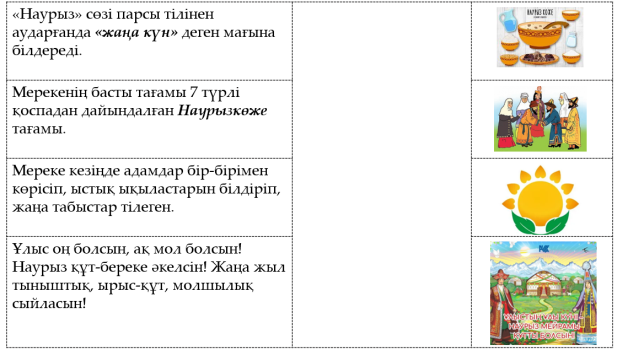 «Наурыз» сөзі парсы тілінен
аударғанда «жаңа күн» деген мағына
білдереді.
НАУРЫЗ КӨЖЕ
Мерекенің басты тағамы 7 түрлі
қоспадан дайындалған Наурызкөже
тағамы.
Мереке кезінде адамдар бір-бірімен
көрісіп, ыстық ықыластарын білдіріп,
жаңа табыстар тілеген.
Ұлыс оң болсын, ақ мол болсын!
Наурыз құт-береке әкелсін! Жаңа жыл
тыныштық, ырыс-құт, молшылық
сыйласын!
ҰЛЫСТЫҢ ҰЛЫ КҮНІ -
НАУРЫЗ МЕЙРАМЫ
ҚҰТТЫ БОЛСЫН!